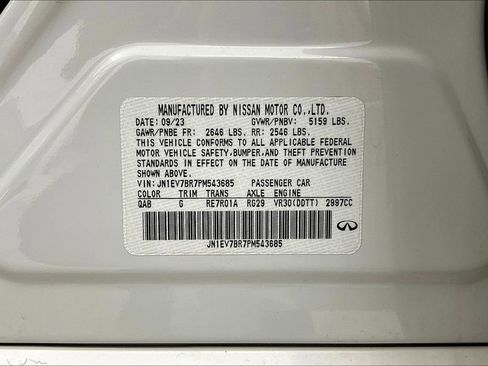 MANUFACTURED BY NISSAN MOTOR CO.,LTD.
DATE: 09/23 GVWR/PNBV: 5159 LBS.
GAWR/PNBE FR: 2646 LBS. RR: 2546 LBS.
THIS VEHICLE CONFORMS TO ALL APPLICABLE FEDERAL
MOTOR VEHICLE SAFETY,BUMPER,AND THEFT PREVENTION
STANDARDS IN EFFECT ON THE DATE OF MANUFACTURE
SHOWN ABOVE.
VIN: JN1EV7BR7PM543685 PASSENGER CAR
COLOR TRIM TRANS AXLE ENGINE
QAB G RE7R01A RG29 VR30(DDTT) 2997CC
JN1EV7BR7PM543685